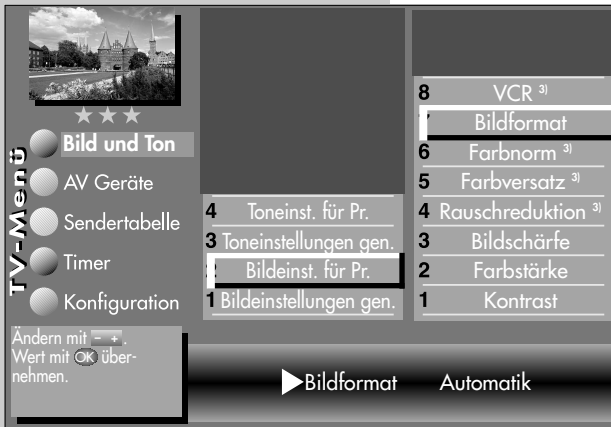 TV-Menü
Bild und Ton
AV Geräte
Sendertabelle
Timer
Konfiguration
4 Toneinst. für Pr.
3 Toneinstellungen gen.
2 Bildeinst. für Pr.
1 Bildeinstellungen gen.
8 VCR 3)
7 Bildformat
6 Farbnorm 3)
5 Farbversatz 3)
4 Rauschreduktion 3)
3 Bildschärfe
2 Farbstärke
1 Kontrast
Ändern mit - + .
Wert mit OK über-
nehmen.
Bildformat Automatik